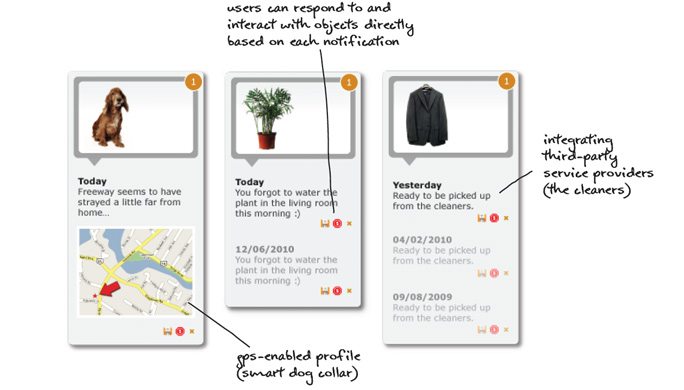 users can respond to and
interact with objects directly
based on each notification
1
Today
Freeway seems to have
strayed a little far from
home...
gps-enabled profile
(smart dog collar)
1
Today
You forgot to water the
plant in the living room
this morning :)
12/06/2010
You forgot to water the
plant in the living room
this morning :)
1
Yesterday
Ready to be picked up
from the cleaners.
04/02/2010
Ready to be picked up
from the cleaners.
09/08/2009
Ready to be picked up
from the cleaners.
integrating
third-party
service providers
(the cleaners)